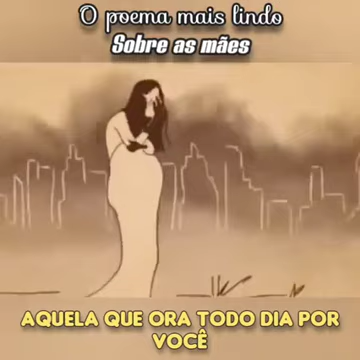 O poema mais lindo
Sobre as mães
AQUELA QUE ORA TODO DIA POR
VOCÊ